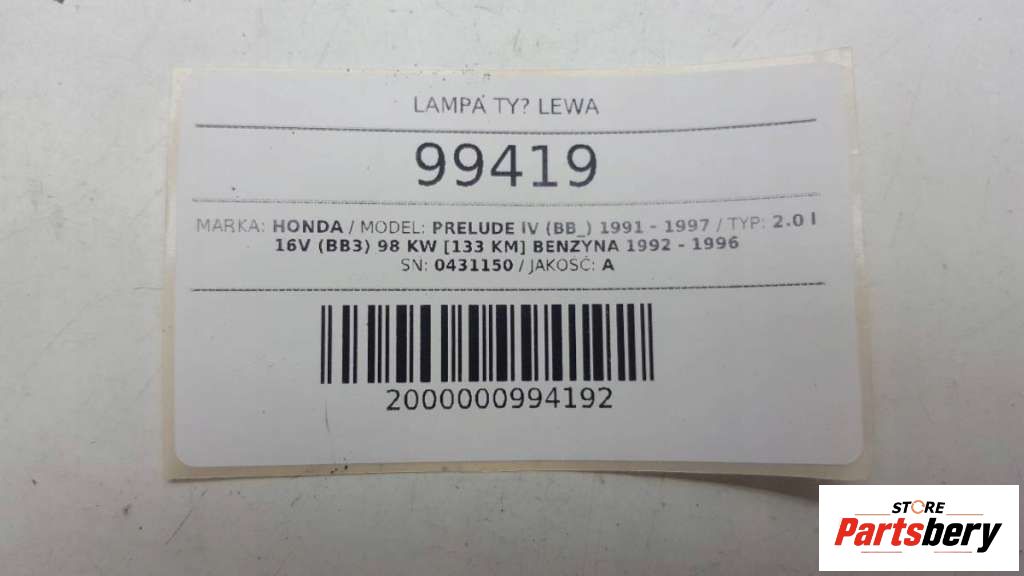 LAMPA TY? LEWA
99419
MARKA: HONDA / MODEL: PRELUDE IV (BB_) 1991 - 1997 / TYP: 2.0 I
16V (BB3) 98 KW [133 KM] BENZYNA 1992 - 1996
SN: 0431150 / JAKOŚĆ: A
2000000994192
STORE
Partsbery